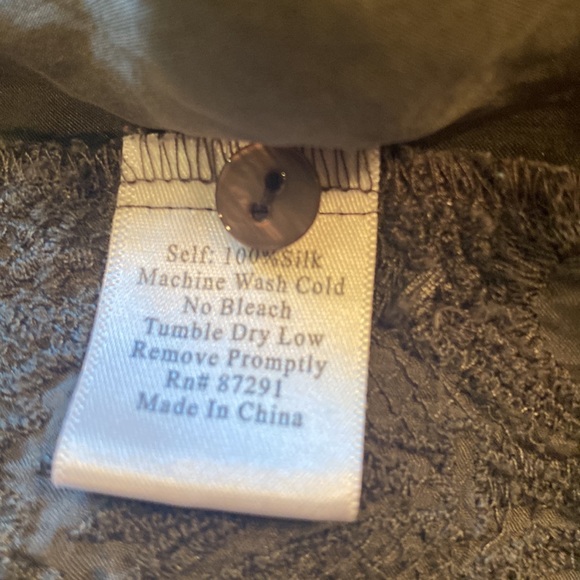 Self: 100% Silk
Machine Wash Cold
No Bleach
Tumble Dry Low
Remove Promptly
Rn# 87291
Made In China